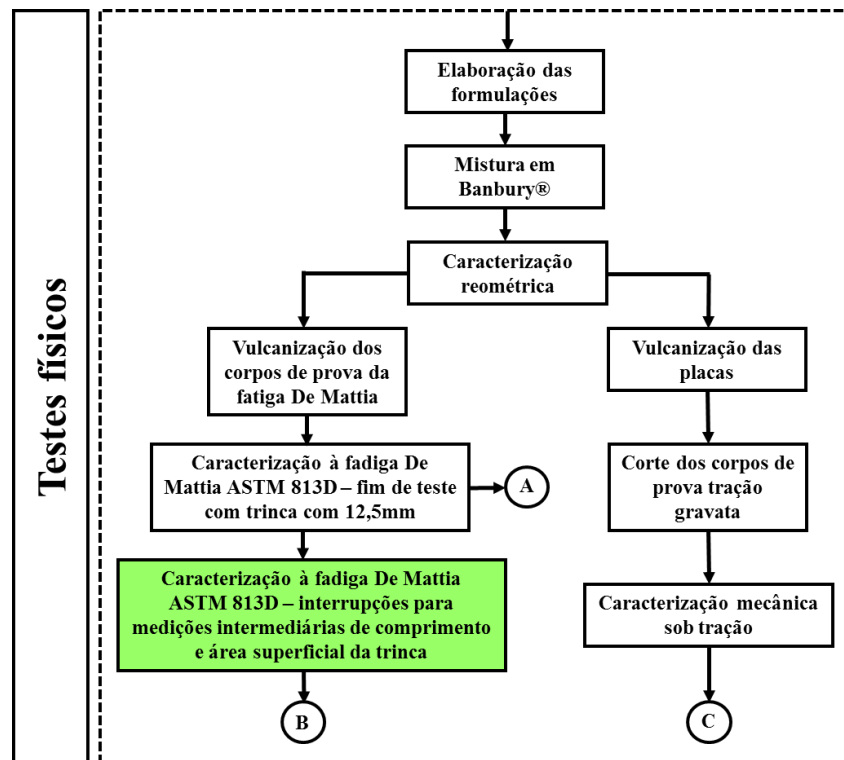 Testes físicos
Elaboração das
formulações
Mistura em
Banbury®
Caracterização
reométrica
Vulcanização dos
corpos de prova da
fatiga De Mattia
Vulcanização das
placas
Caracterização à fadiga De
Mattia ASTM 813D – fim de teste
com trinca com 12,5mm
A
Corte dos corpos de
prova tração
gravata
Caracterização à fadiga De Mattia
ASTM 813D – interrupções para
medições intermediárias de comprimento
e área superficial da trinca
Caracterização mecânica
sob tração
B
C